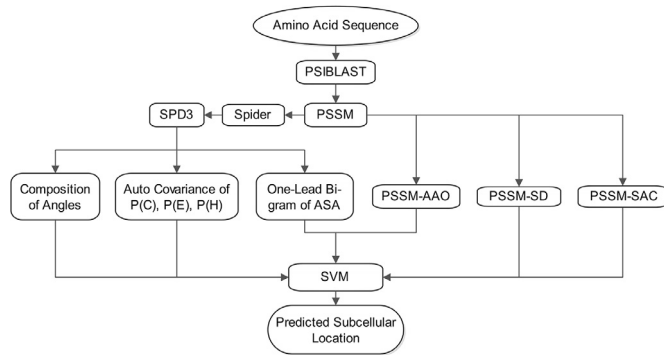 Amino Acid Sequence
PSIBLAST
SPD3
Spider
PSSM
Composition
of Angles
Auto Covariance of
P(C), P(E), P(H)
One-Lead Bi-
gram of ASA
PSSM-AAO
PSSM-SD
PSSM-SAC
SVM
Predicted Subcellular
Location